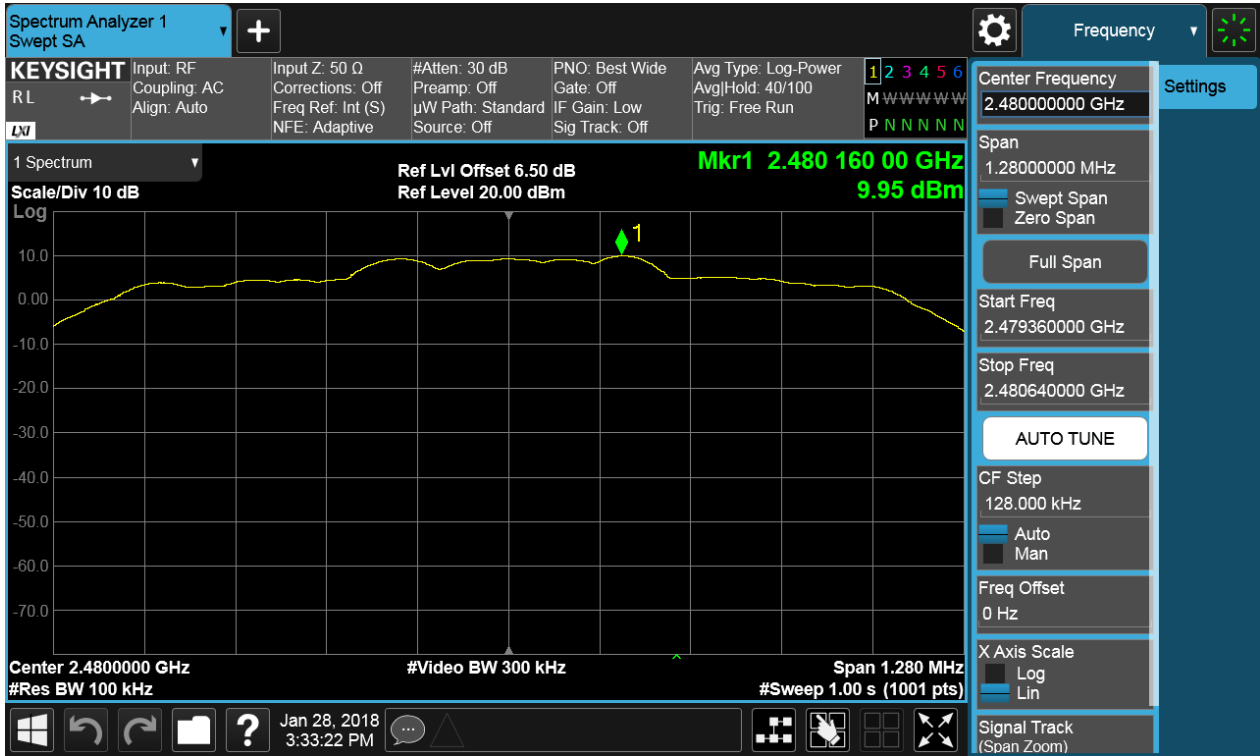 Spectrum Analyzer 1
Swept SA
Frequency
KEYSIGHT
R L
LXI
Input: RF
Coupling: AC
Align: Auto
Input Z: 50 Ω
Corrections: Off
Freq Ref: Int (S)
NFE: Adaptive
#Atten: 30 dB
Preamp: Off
µW Path: Standard
Source: Off
PNO: Best Wide
Gate: Off
IF Gain: Low
Sig Track: Off
Avg Type: Log-Power
Avg|Hold: 40/100
Trig: Free Run
1 2 3 4 5 6
M W W W W W
P N N N N N
1 Spectrum
Scale/Div 10 dB
Log
Ref Lvl Offset 6.50 dB
Ref Level 20.00 dBm
Mkr1 2.480 160 00 GHz
9.95 dBm
1
10.0
0.00
-10.0
-20.0
-30.0
-40.0
-50.0
-60.0
-70.0
Center 2.4800000 GHz
#Res BW 100 kHz
#Video BW 300 kHz
Span 1.280 MHz
#Sweep 1.00 s (1001 pts)
Center Frequency
2.480000000 GHz
Settings
Span
1.28000000 MHz
Swept Span
Zero Span
Full Span
Start Freq
2.479360000 GHz
Stop Freq
2.480640000 GHz
AUTO TUNE
CF Step
128.000 kHz
Auto
Man
Freq Offset
0 Hz
X Axis Scale
Log
Lin
Signal Track
(Span Zoom)
?
Jan 28, 2018
3:33:22 PM